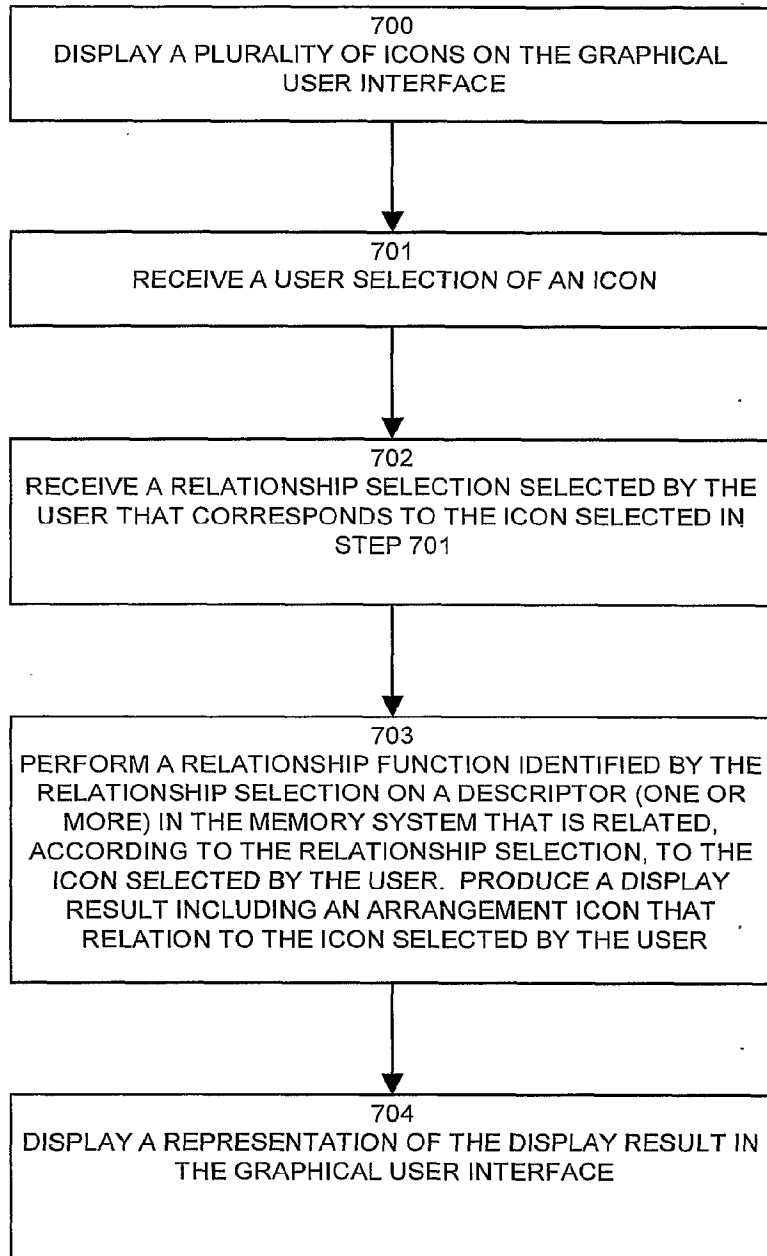 700
DISPLAY A PLURALITY OF ICONS ON THE GRAPHICAL
USER INTERFACE
701
RECEIVE A USER SELECTION OF AN ICON
702
RECEIVE A RELATIONSHIP SELECTION SELECTED BY THE
USER THAT CORRESPONDS TO THE ICON SELECTED IN
STEP 701
703
PERFORM A RELATIONSHIP FUNCTION IDENTIFIED BY THE
RELATIONSHIP SELECTION ON A DESCRIPTOR (ONE OR
MORE) IN THE MEMORY SYSTEM THAT IS RELATED,
ACCORDING TO THE RELATIONSHIP SELECTION, TO THE
ICON SELECTED BY THE USER. PRODUCE A DISPLAY
RESULT INCLUDING AN ARRANGEMENT ICON THAT
RELATION TO THE ICON SELECTED BY THE USER
704
DISPLAY A REPRESENTATION OF THE DISPLAY RESULT IN
THE GRAPHICAL USER INTERFACE